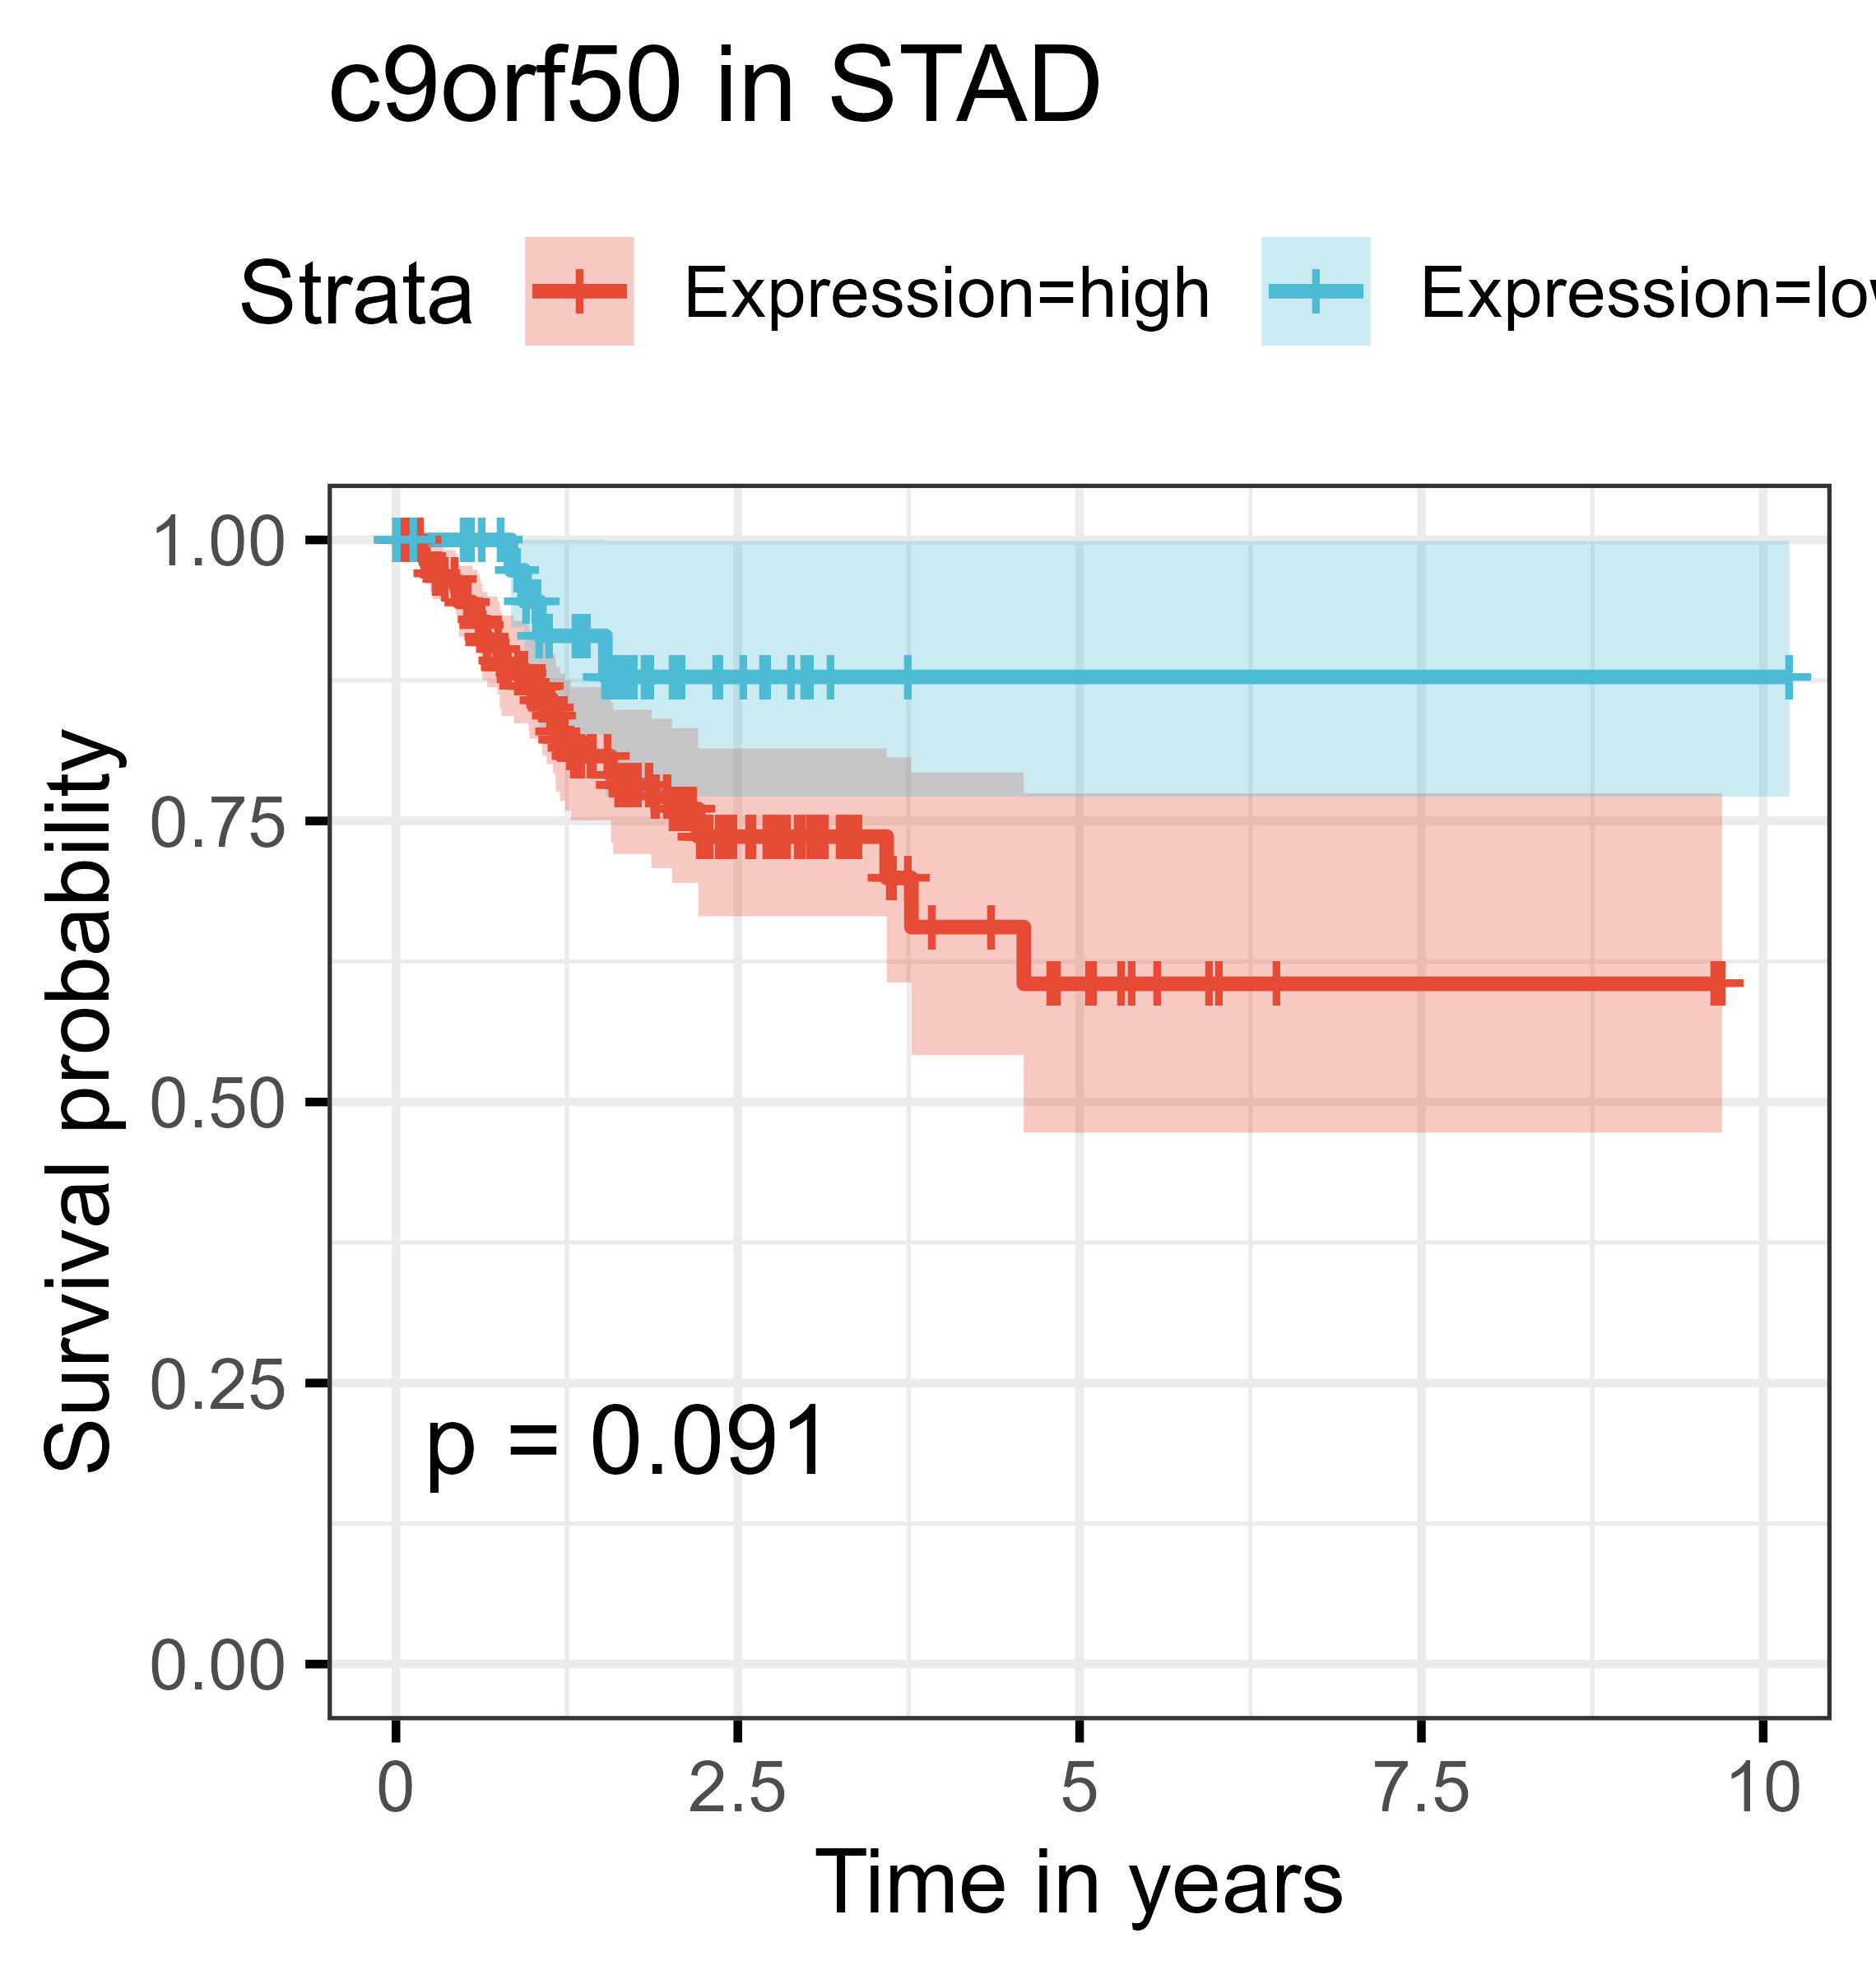 c9orf50 in STAD
Strata Expression=high Expression=lo
Survival probability
1.00
0.75
0.50
0.25
0.00
p = 0.091
0 2.5 5 7.5 10
Time in years